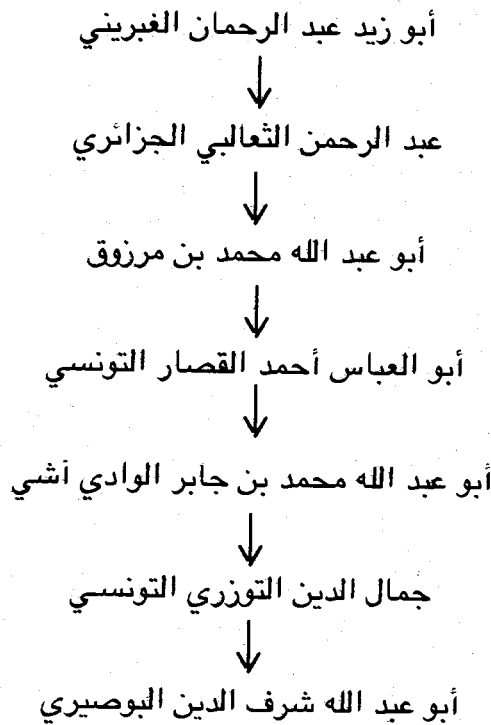 أبو زيد عبد الرحمان الغبريني
عبد الرحمن الثعالبي الجزائري
أبو عبد الله محمد بن مرزوق
أبو العباس أحمد القصار التونسي
أبو عبد الله محمد بن جابر الوادي آشي
جمال الدين التوزري التونسي
أبو عبد الله شرف الدين البوصيري